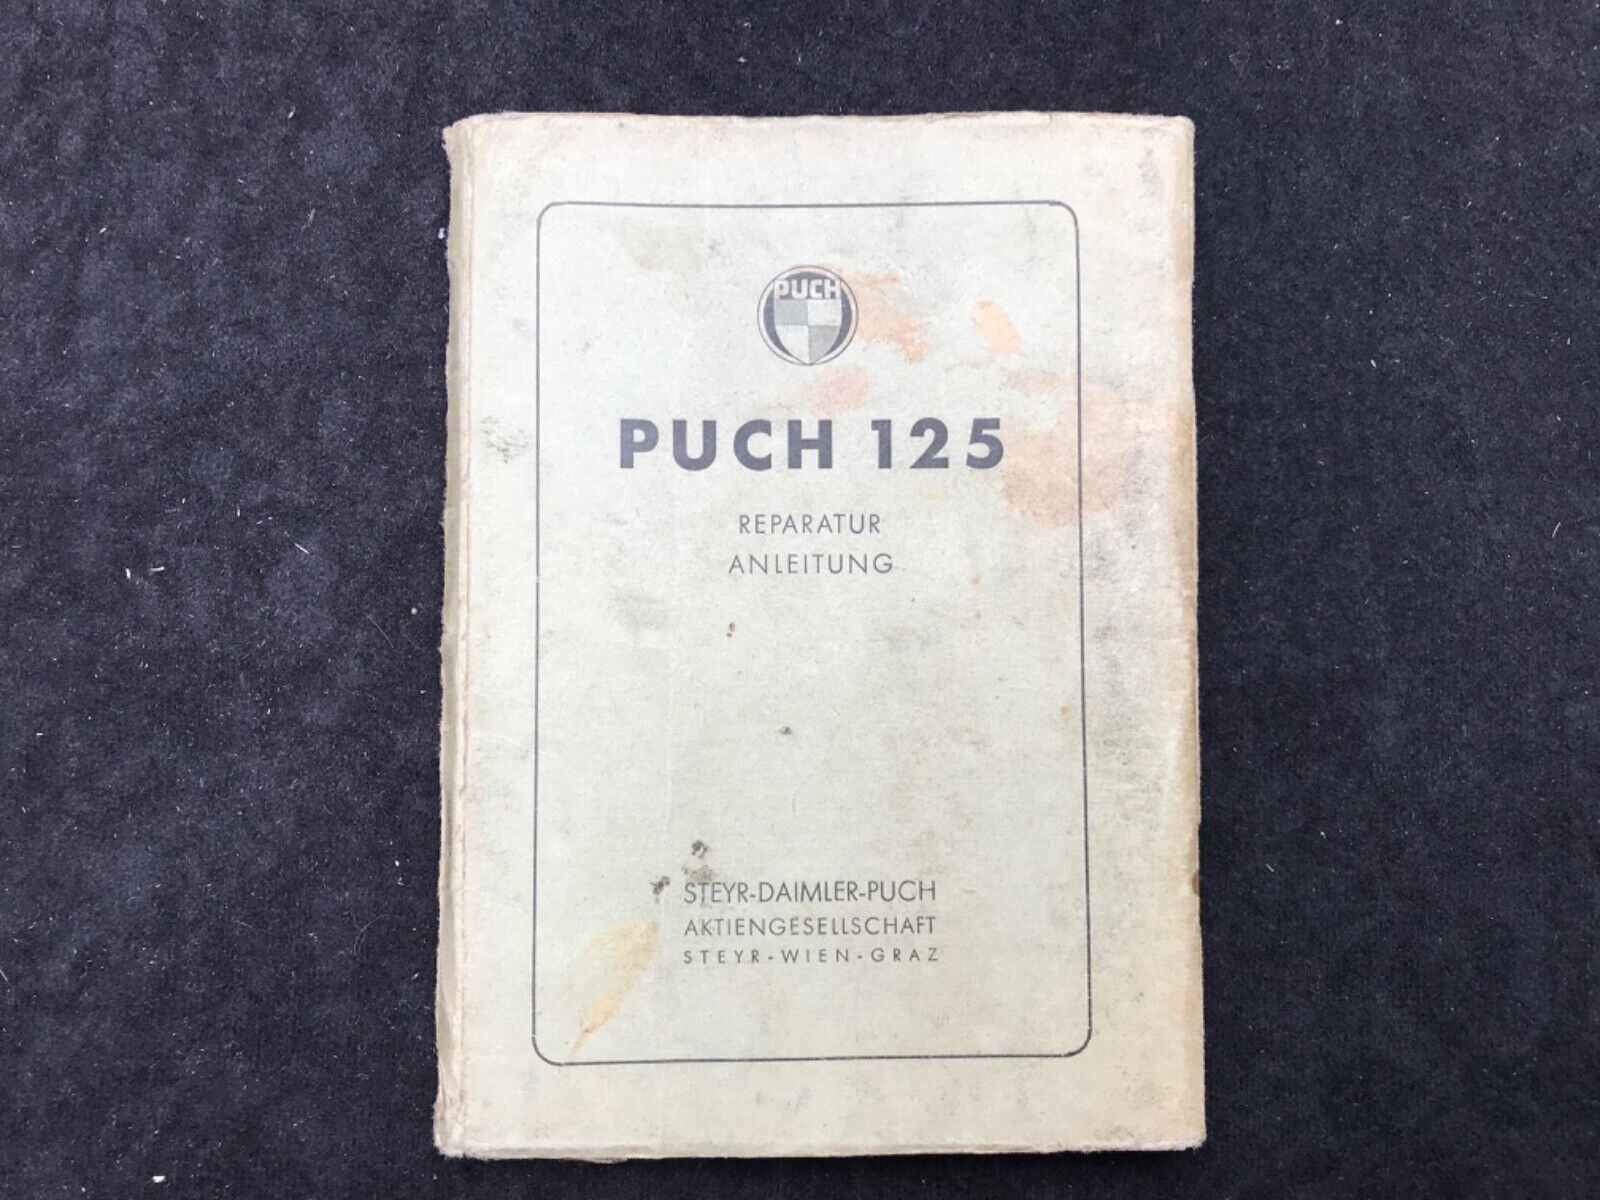 PUCH
PUCH 125
REPARATUR
ANLEITUNG
STEYR-DAIMLER-PUCH
AKTIENGESELLSCHAFT
STEYR-WIEN-GRAZ